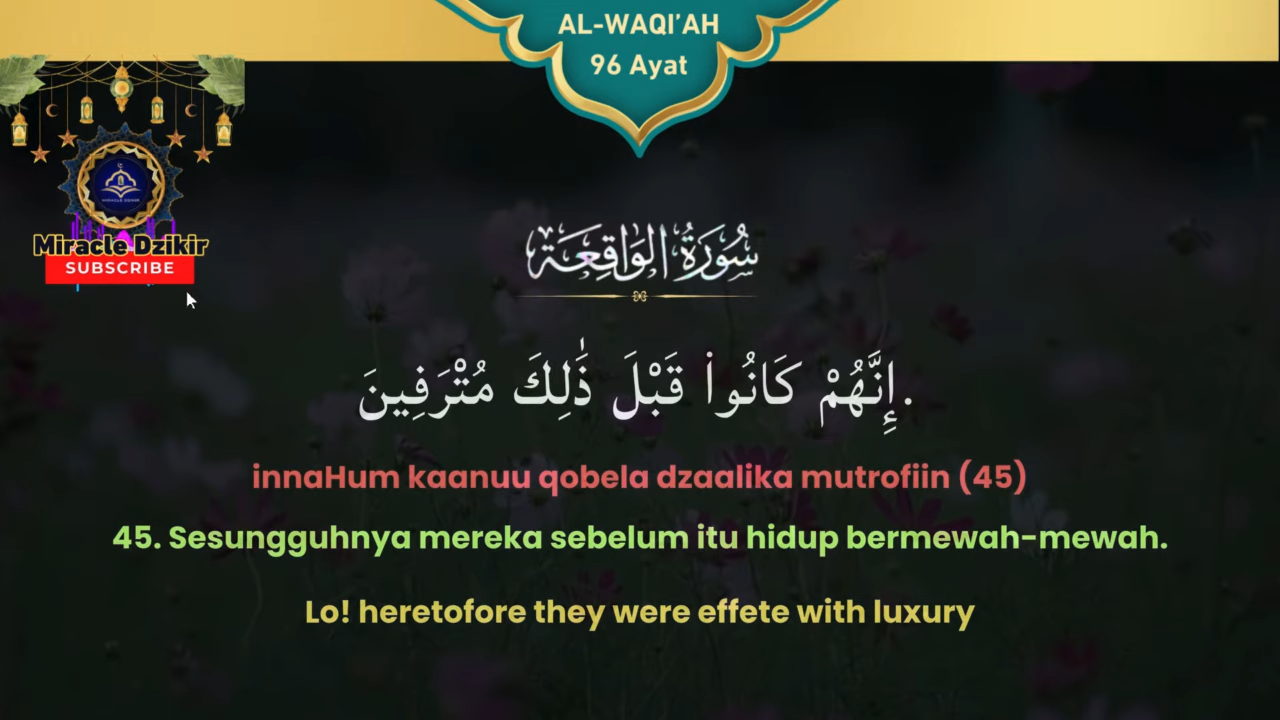 AL-WAQI’AH
96 Ayat
Miracle Dzikir
SUBSCRIBE
سُورَةُ الْوَاقِعَة
.إِنَّهُمْ كَانُوا۟ قَبْلَ ذَٰلِكَ مُتْرَفِينَ
innaHum kaanuu qobela dzaalika mutrofiin (45)
45. Sesungguhnya mereka sebelum itu hidup bermewah-mewah.
Lo! heretofore they were effete with luxury